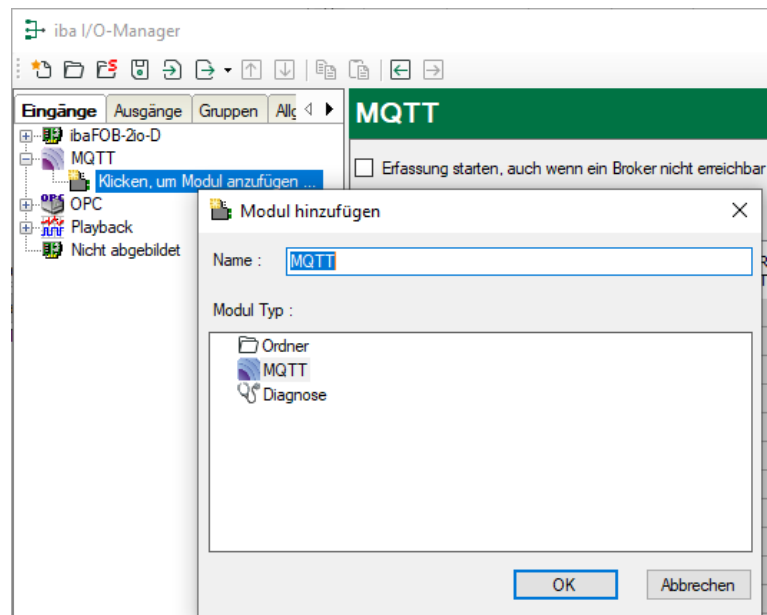 iba I/O-Manager
Eingänge Ausgänge Gruppen Allg
MQTT
ibaFOB-2io-D
MQTT
Klicken, um Modul anzufügen ...
OPC
Playback
Nicht abgebildet
Erfassung starten, auch wenn ein Broker nicht erreichbar
Modul hinzufügen
Name : MQTT
Modul Typ :
Ordner
MQTT
Diagnose
OK Abbrechen